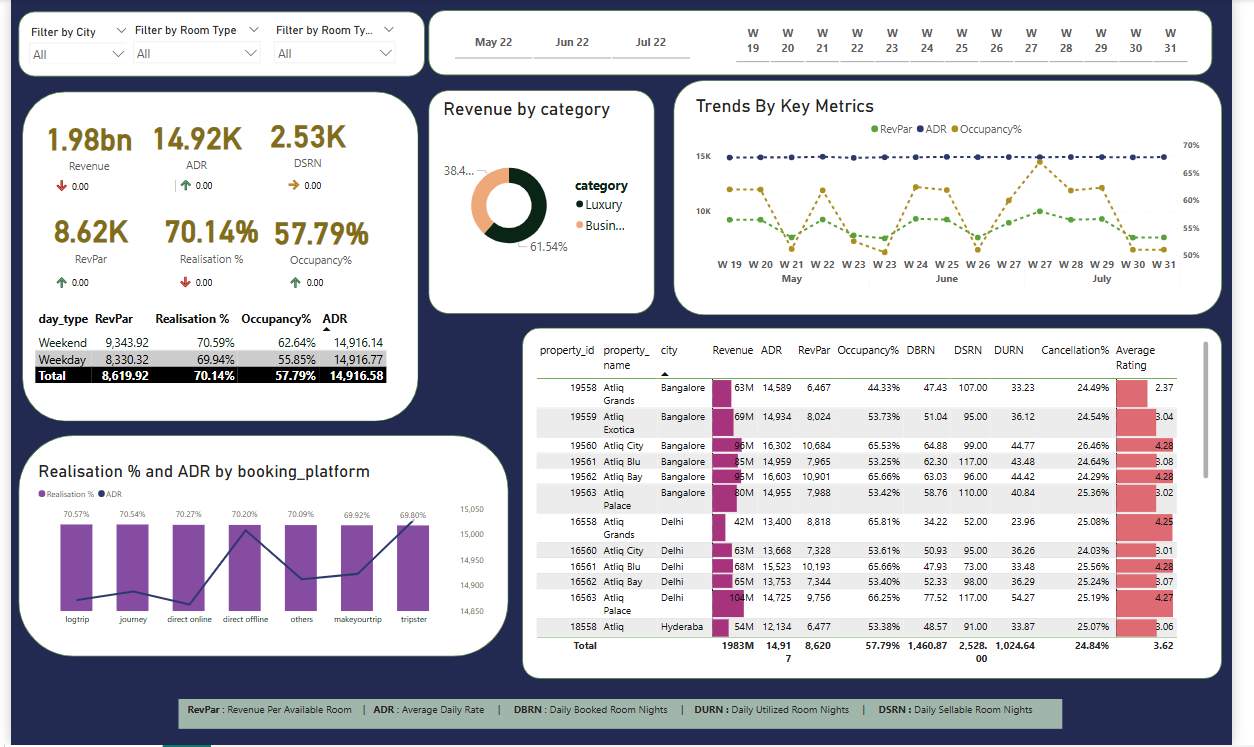 Filter by City
All
Filter by Room Type
All
Filter by Room Ty...
All
May 22 Jun 22 Jul 22
W 19 W 20 W 21 W 22 W 23 W 24 W 25 W 26 W 27 W 28 W 29 W 30 W 31
1.98bn 14.92K 2.53K
Revenue ADR DSRN
0.00 0.00 0.00
8.62K 70.14% 57.79%
RevPar Realisation % Occupancy%
0.00 0.00 0.00
day_type RevPar Realisation % Occupancy% ADR
Weekend 9,343.92 70.59% 62.64% 14,916.14
Weekday 8,330.32 69.94% 55.85% 14,916.77
Total 8,619.92 70.14% 57.79% 14,916.58
Revenue by category
38.4...
61.54%
category
Luxury
Busin...
Trends By Key Metrics
RevPar ADR Occupancy%
15K
10K
70%
65%
60%
55%
50%
W 19 W 20 W 21 W 22 W 23 W 23 W 24 W 25 W 26 W 27 W 27 W 28 W 29 W 30 W 31
May June July
Realisation % and ADR by booking_platform
Realisation % ADR
70.57% 70.54% 70.27% 70.20% 70.09% 69.92% 69.80%
15,050
15,000
14,950
14,900
14,850
logtrip journey direct online direct offline others makeyourtrip tripster
property_id property_ name city Revenue ADR RevPar Occupancy% DBRN DSRN DURN Cancellation% Average Rating
19558 Atliq Grands Bangalore 63M 14,589 6,467 44.33% 47.43 107.00 33.23 24.49% 2.37
19559 Atliq Exotica Bangalore 69M 14,934 8,024 53.73% 51.04 95.00 36.12 24.54% 3.04
19560 Atliq City Bangalore 96M 16,302 10,684 65.53% 64.88 99.00 44.77 26.46% 4.28
19561 Atliq Blu Bangalore 85M 14,959 7,965 53.25% 62.30 117.00 43.48 24.64% 3.08
19562 Atliq Bay Bangalore 95M 16,603 10,901 65.66% 63.03 96.00 44.42 24.29% 4.28
19563 Atliq Palace Bangalore 80M 14,955 7,988 53.42% 58.76 110.00 40.84 25.36% 3.02
16558 Atliq Grands Delhi 42M 13,400 8,818 65.81% 34.22 52.00 23.96 25.08% 4.25
16560 Atliq City Delhi 63M 13,668 7,328 53.61% 50.93 95.00 36.26 24.03% 3.01
16561 Atliq Blu Delhi 68M 15,523 10,193 65.66% 47.93 73.00 33.48 25.56% 4.28
16562 Atliq Bay Delhi 65M 13,753 7,344 53.40% 52.33 98.00 36.29 25.24% 3.07
16563 Atliq Palace Delhi 104M 14,725 9,756 66.25% 77.52 117.00 54.27 25.19% 4.27
18558 Atliq Hyderaba 54M 12,134 6,477 53.38% 48.57 91.00 33.87 25.07% 3.06
Total 1983M 14,917 8,620 57.79% 1,460.87 2,528.00 1,024.64 24.84% 3.62
RevPar : Revenue Per Available Room | ADR : Average Daily Rate | DBRN : Daily Booked Room Nights | DURN : Daily Utilized Room Nights | DSRN : Daily Sellable Room Nights